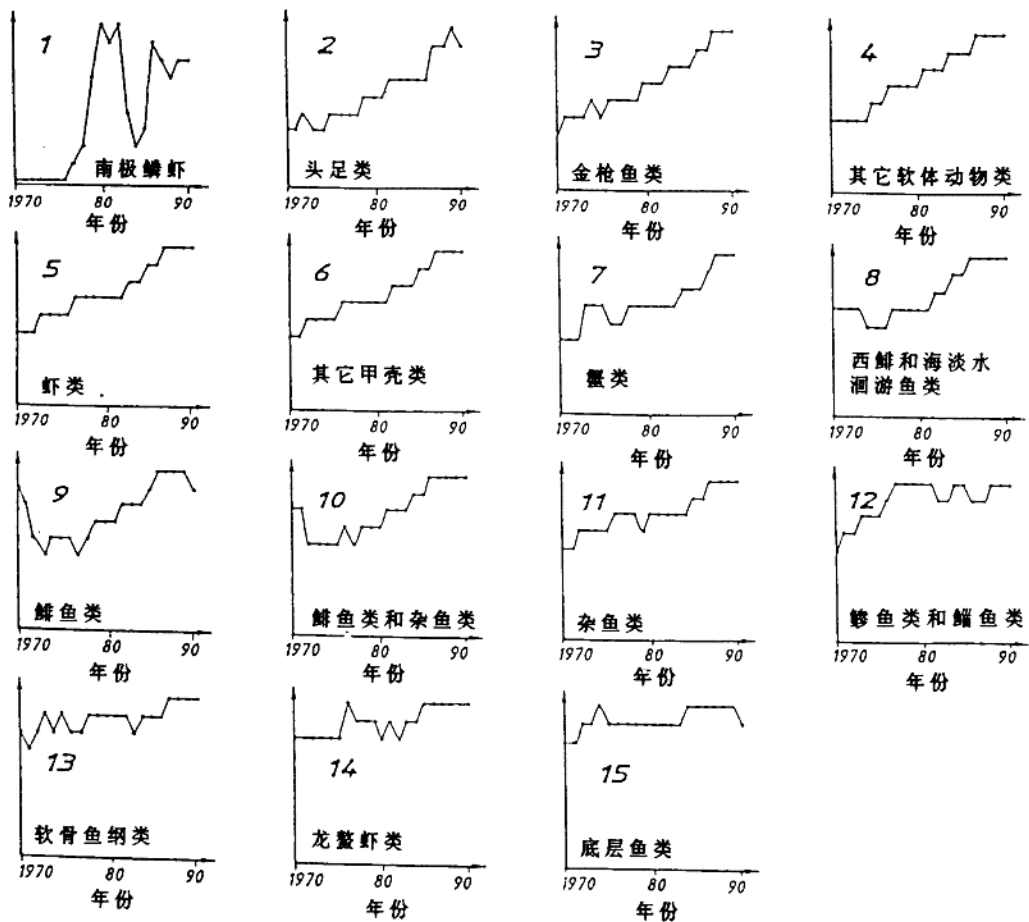 1
南极鳞虾
1970 80 90
年份
2
头足类
1970 80 90
年份
3
金枪鱼类
1970 80 90
年份
4
其它软体动物类
1970 80 90
年份
5
虾类
1970 80 90
年份
6
其它甲壳类
1970 80 90
年份
7
蟹类
1970 80 90
年份
8
西鲱和海淡水
洄游鱼类
1970 80 90
年份
9
鲱鱼类
1970 80 90
年份
10
鲱鱼类和杂鱼类
1970 80 90
年份
11
杂鱼类
1970 80 90
年份
12
鲹鱼类和鲻鱼类
1970 80 90
年份
13
软骨鱼纲类
1970 80 90
年份
14
龙螯虾类
1970 80 90
年份
15
底层鱼类
1970 80 90
年份